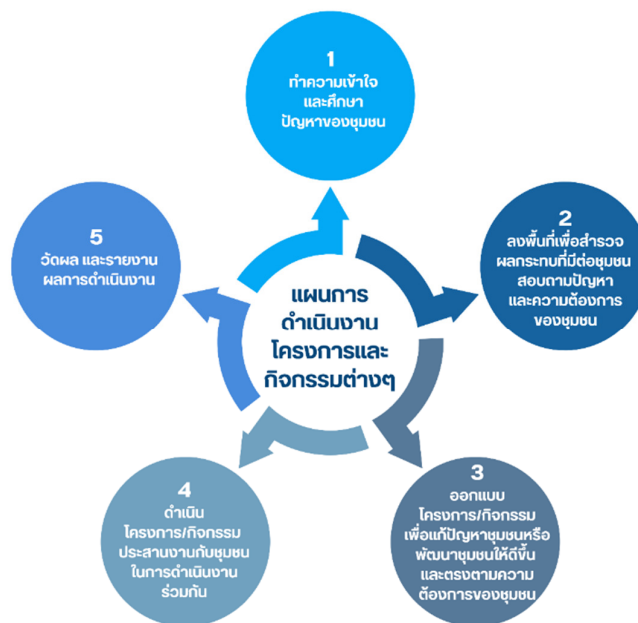 1
ทำความเข้าใจ
และศึกษา
ปัญหาของชุมชน
2
ลงพื้นที่เพื่อสำรวจ
ผลกระทบที่มีต่อชุมชน
สอบถามปัญหา
และความต้องการ
ของชุมชน
3
ออกแบบ
โครงการ/กิจกรรม
เพื่อแก้ปัญหาชุมชนหรือ
พัฒนาชุมชนให้ดีขึ้น
และตรงตามความ
ต้องการของชุมชน
4
ดำเนิน
โครงการ/กิจกรรม
ประสานงานกับชุมชน
ในการดำเนินงาน
ร่วมกัน
5
วัดผล และรายงาน
ผลการดำเนินงาน
แผนการ
ดำเนินงาน
โครงการและ
กิจกรรมต่างๆ